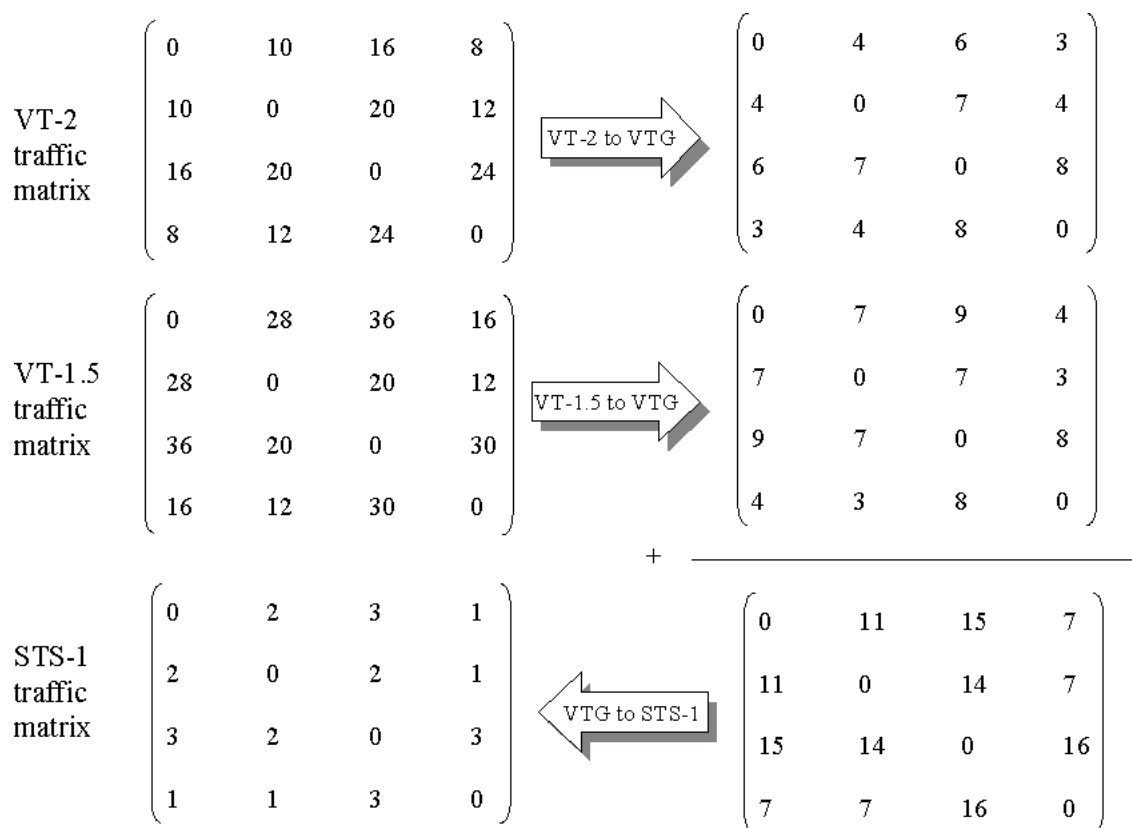 0 10 16 8
10 0 20 12
16 20 0 24
8 12 24 0
VT-2
traffic
matrix
VT-2 to VTG
0 4 6 3
4 0 7 4
6 7 0 8
3 4 8 0
0 28 36 16
28 0 20 12
36 20 0 30
16 12 30 0
VT-1.5
traffic
matrix
VT-1.5 to VTG
0 7 9 4
7 0 7 3
9 7 0 8
4 3 8 0
+
0 2 3 1
2 0 2 1
3 2 0 3
1 1 3 0
STS-1
traffic
matrix
VTG to STS-1
0 11 15 7
11 0 14 7
15 14 0 16
7 7 16 0